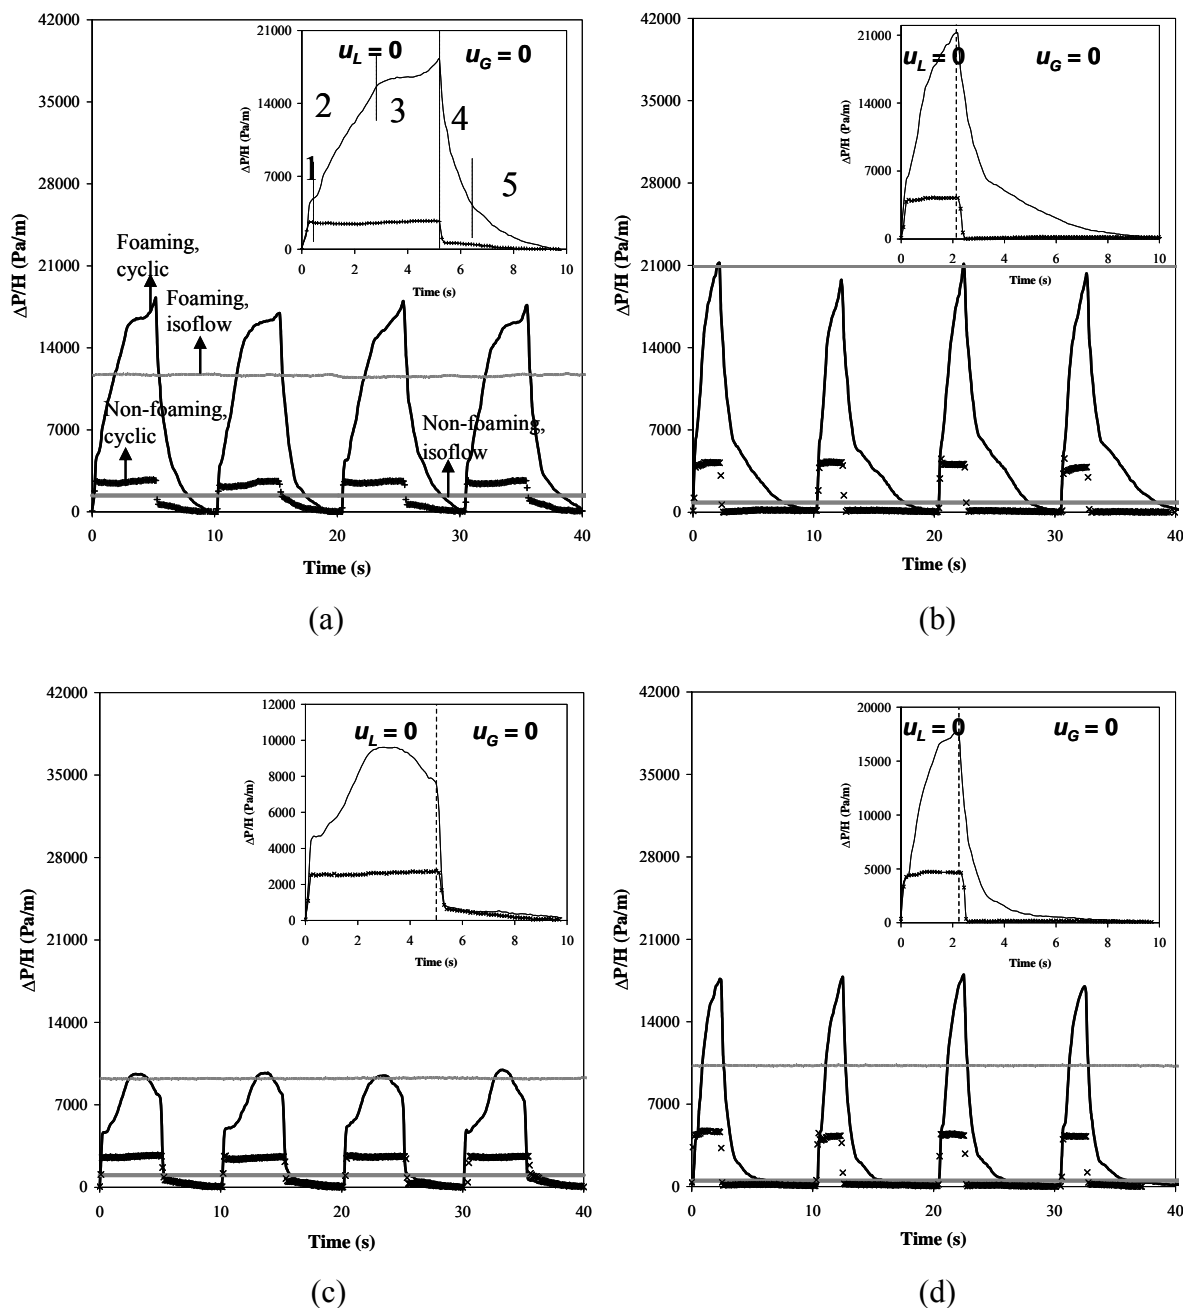 42000
35000
28000
21000
14000
7000
0
ΔP/H (Pa/m)
0
10
20
30
40
Time (s)
Foaming,
cyclic
Foaming,
isoflow
Non-foaming,
cyclic
Non-foaming,
isoflow
21000
14000
7000
0
ΔP/H (Pa/m)
u_L = 0
u_G = 0
1
2
3
4
5
0
2
4
6
8
10
Time (s)
(a)
42000
35000
28000
21000
14000
7000
0
ΔP/H (Pa/m)
0
10
20
30
40
Time (s)
21000
14000
7000
0
ΔP/H (Pa/m)
u_L = 0
u_G = 0
0
2
4
6
8
10
Time (s)
(b)
42000
35000
28000
21000
14000
7000
0
ΔP/H (Pa/m)
0
10
20
30
40
Time (s)
12000
10000
8000
6000
4000
2000
0
ΔP/H (Pa/m)
u_L = 0
u_G = 0
0
2
4
6
8
10
Time (s)
(c)
42000
35000
28000
21000
14000
7000
0
ΔP/H (Pa/m)
0
10
20
30
40
Time (s)
20000
15000
10000
5000
0
ΔP/H (Pa/m)
u_L = 0
u_G = 0
0
2
4
6
8
10
Time (s)
(d)